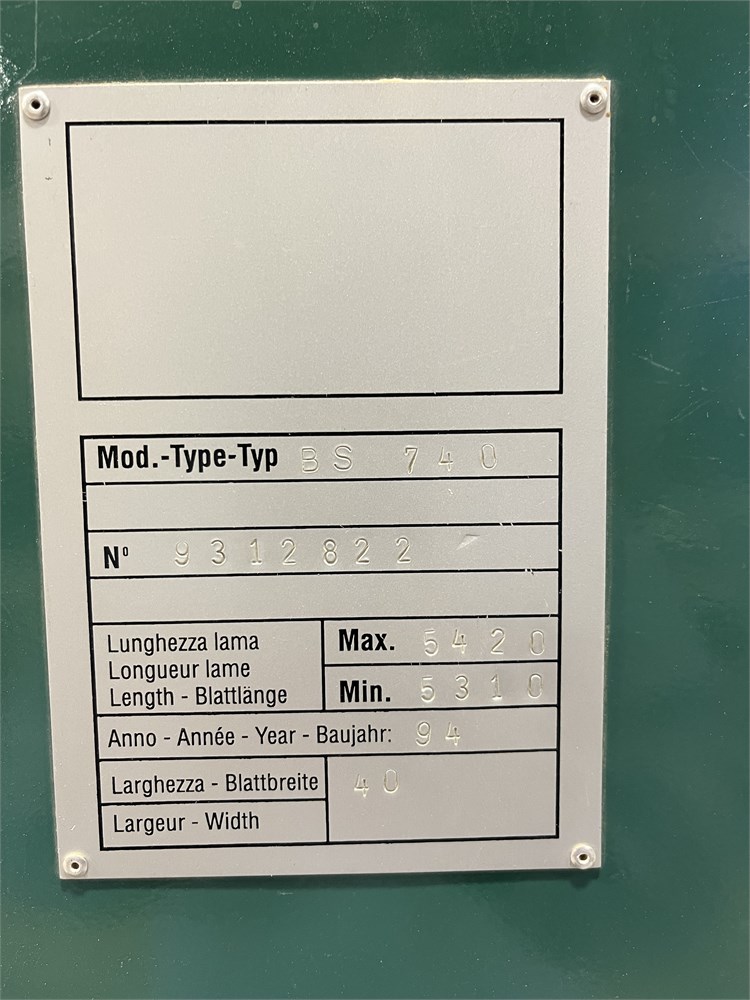 Mod.-Type-Typ BS 740
Nº 9312822
Lunghezza lama
Longueur lame
Length - Blattlänge
Max. 5420
Min. 5310
Anno - Année - Year - Baujahr: 94
Larghezza - Blattbreite 40
Largeur - Width